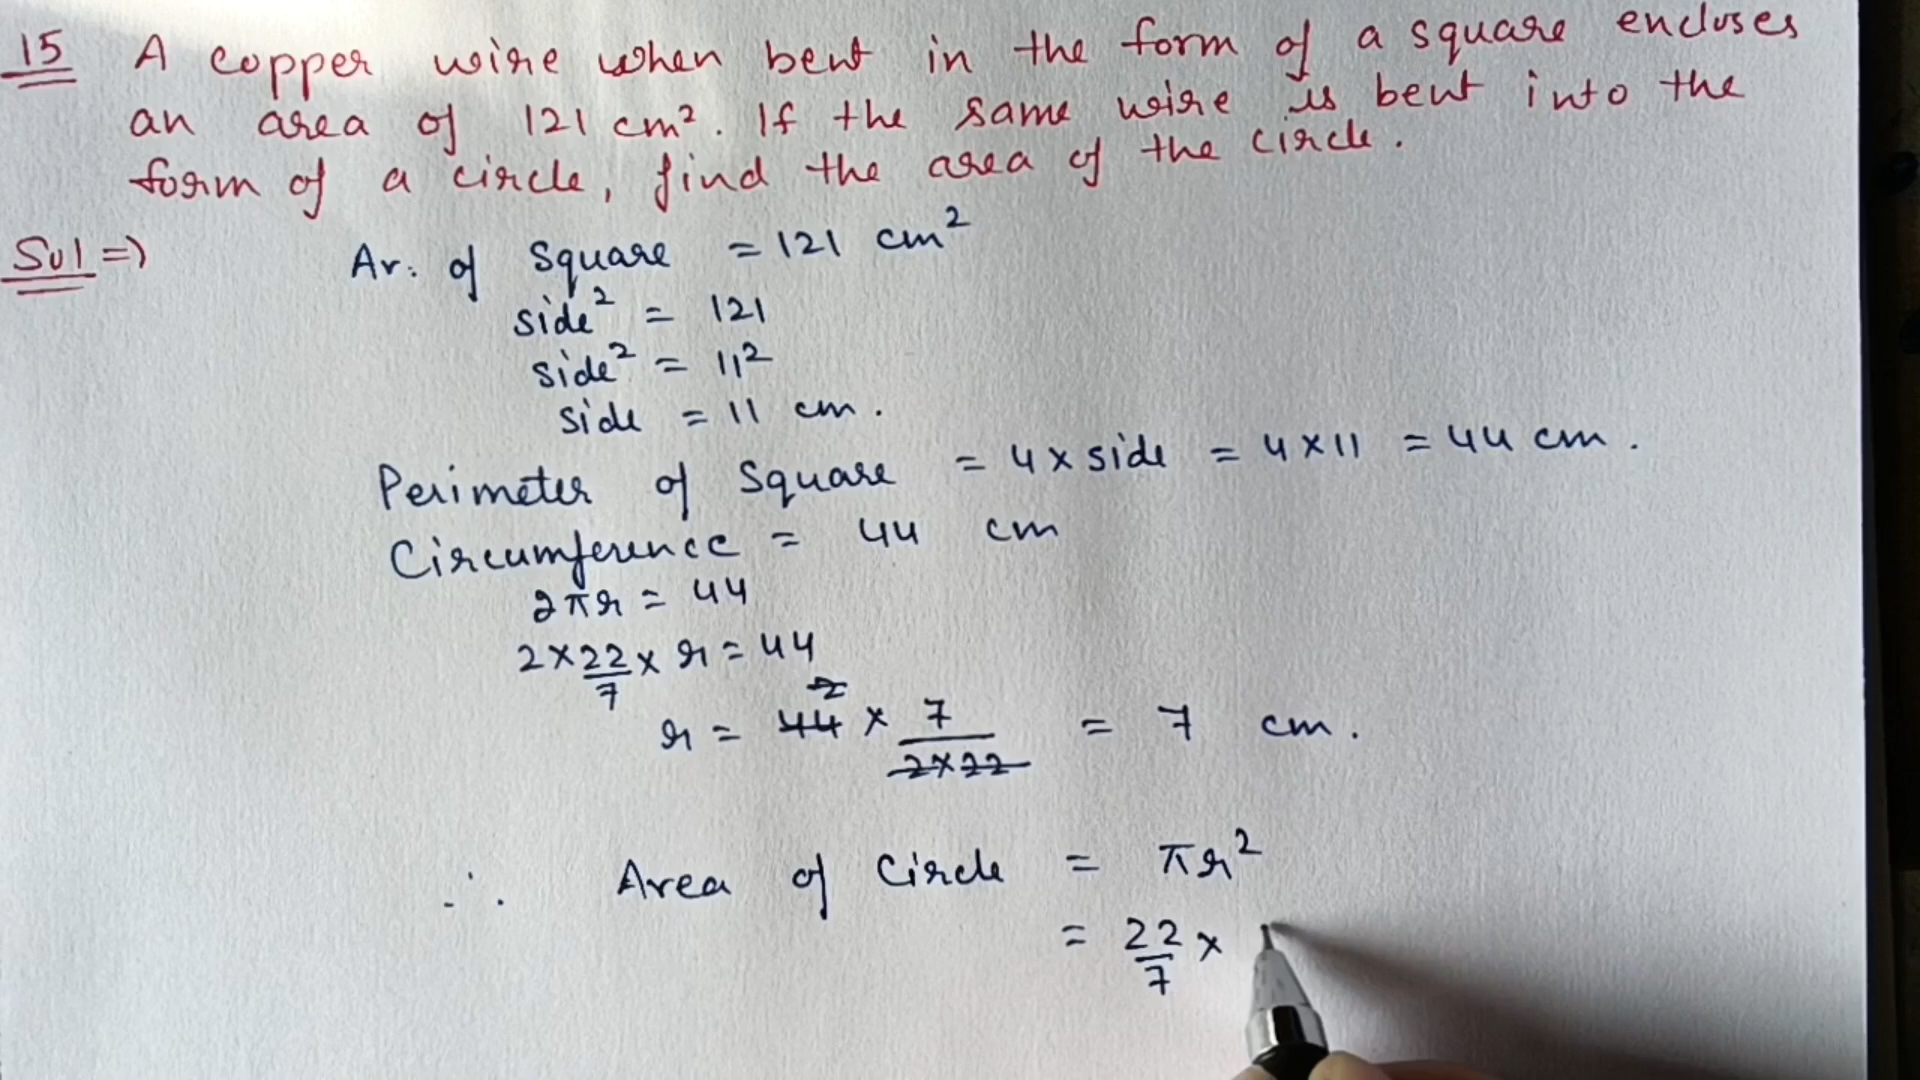 15 A copper wire when bent in the form of a square encloses
an area of 121 cm². If the same wire is bent into the
form of a circle, find the area of the circle.
Sol => Ar. of Square = 121 cm²
side² = 121
side² = 11²
side = 11 cm.
Perimeter of Square = 4 × side = 4 × 11 = 44 cm.
Circumference = 44 cm
2πr = 44
2 × 22/7 × r = 44
r = 44 2 × 7/2×22 = 7 cm.
∴ Area of Circle = πr²
= 22/7 ×